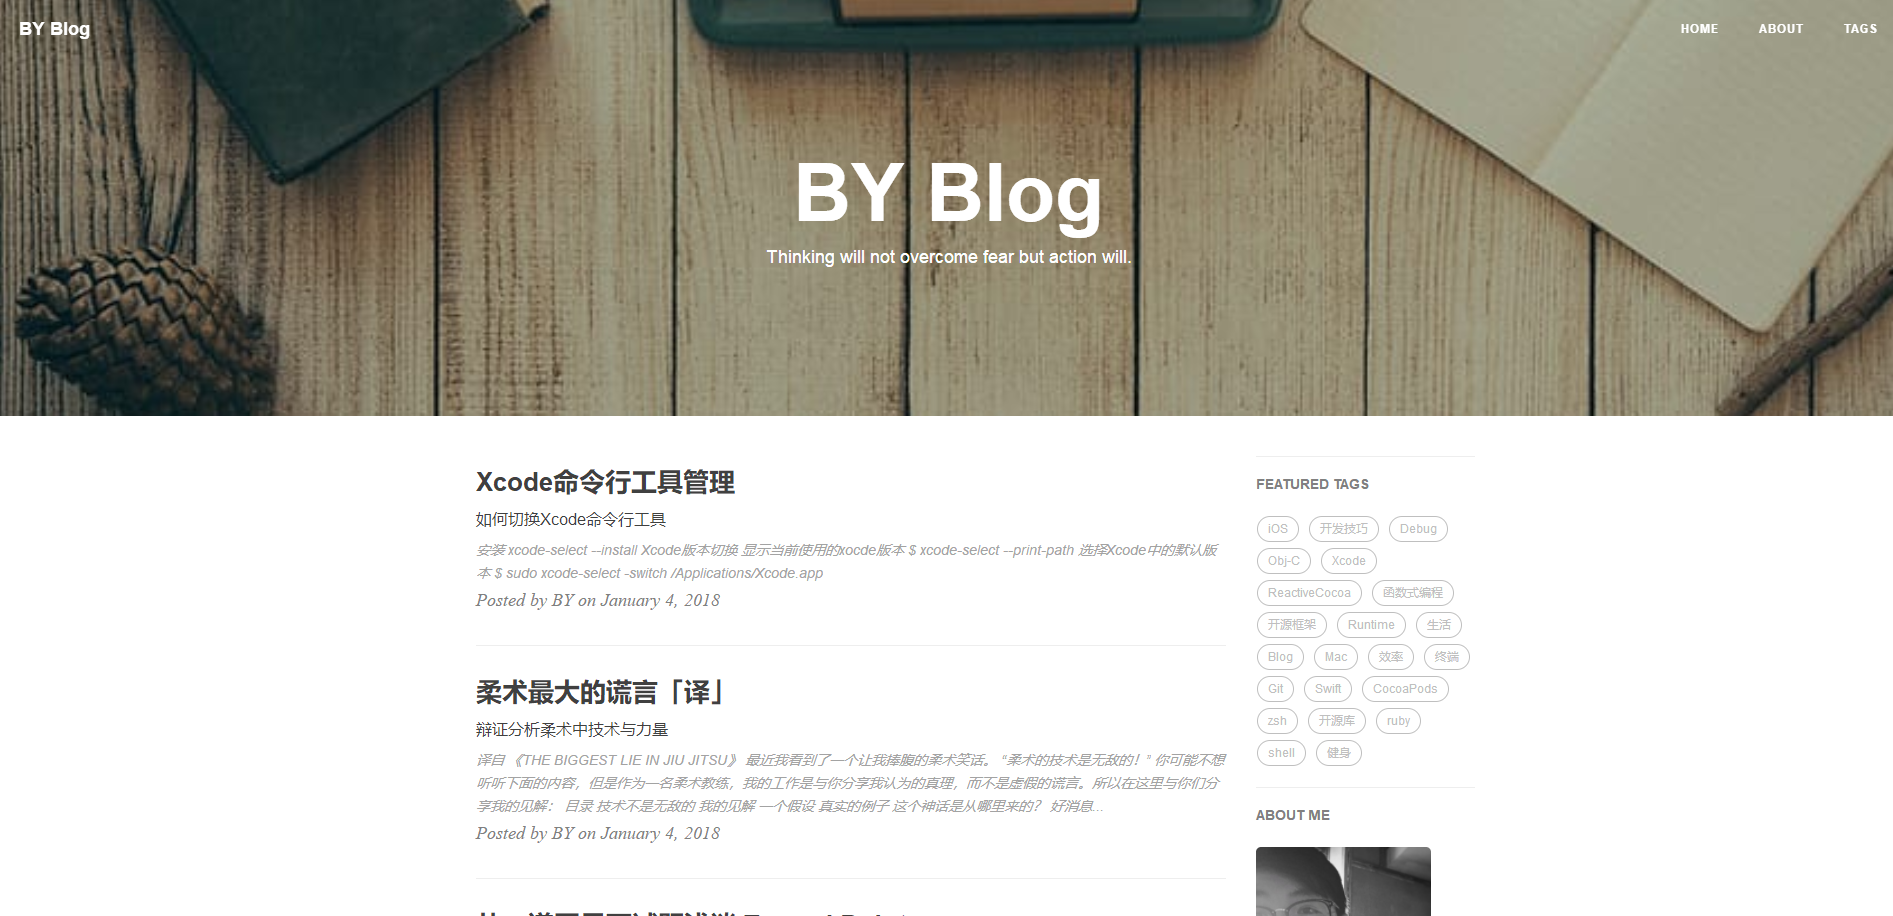 BY Blog
HOME ABOUT TAGS
BY Blog
Thinking will not overcome fear but action will.
Xcode命令行工具管理
如何切换Xcode命令行工具
安装 xcode-select --install Xcode版本切换 显示当前使用的xocde版本 $ xcode-select --print-path 选择Xcode中的默认版
本 $ sudo xcode-select -switch /Applications/Xcode.app
Posted by BY on January 4, 2018
柔术最大的谎言「译」
辩证分析柔术中技术与力量
译自 《THE BIGGEST LIE IN JIU JITSU》 最近我看到了一个让我捧腹的柔术笑话。 “柔术的技术是无敌的！” 你可能不想
听听下面的内容，但是作为一名柔术教练，我的工作是与你分享我认为的真理，而不是虚假的谎言。所以在这里与你们分
享我的见解： 目录 技术不是无敌的 我的见解 一个假设 真实的例子 这个神话是从哪里来的？ 好消息...
Posted by BY on January 4, 2018
FEATURED TAGS
iOS 开发技巧 Debug
Obj-C Xcode
ReactiveCocoa 函数式编程
开源框架 Runtime 生活
Blog Mac 效率 终端
Git Swift CocoaPods
zsh 开源库 ruby
shell 健身
ABOUT ME